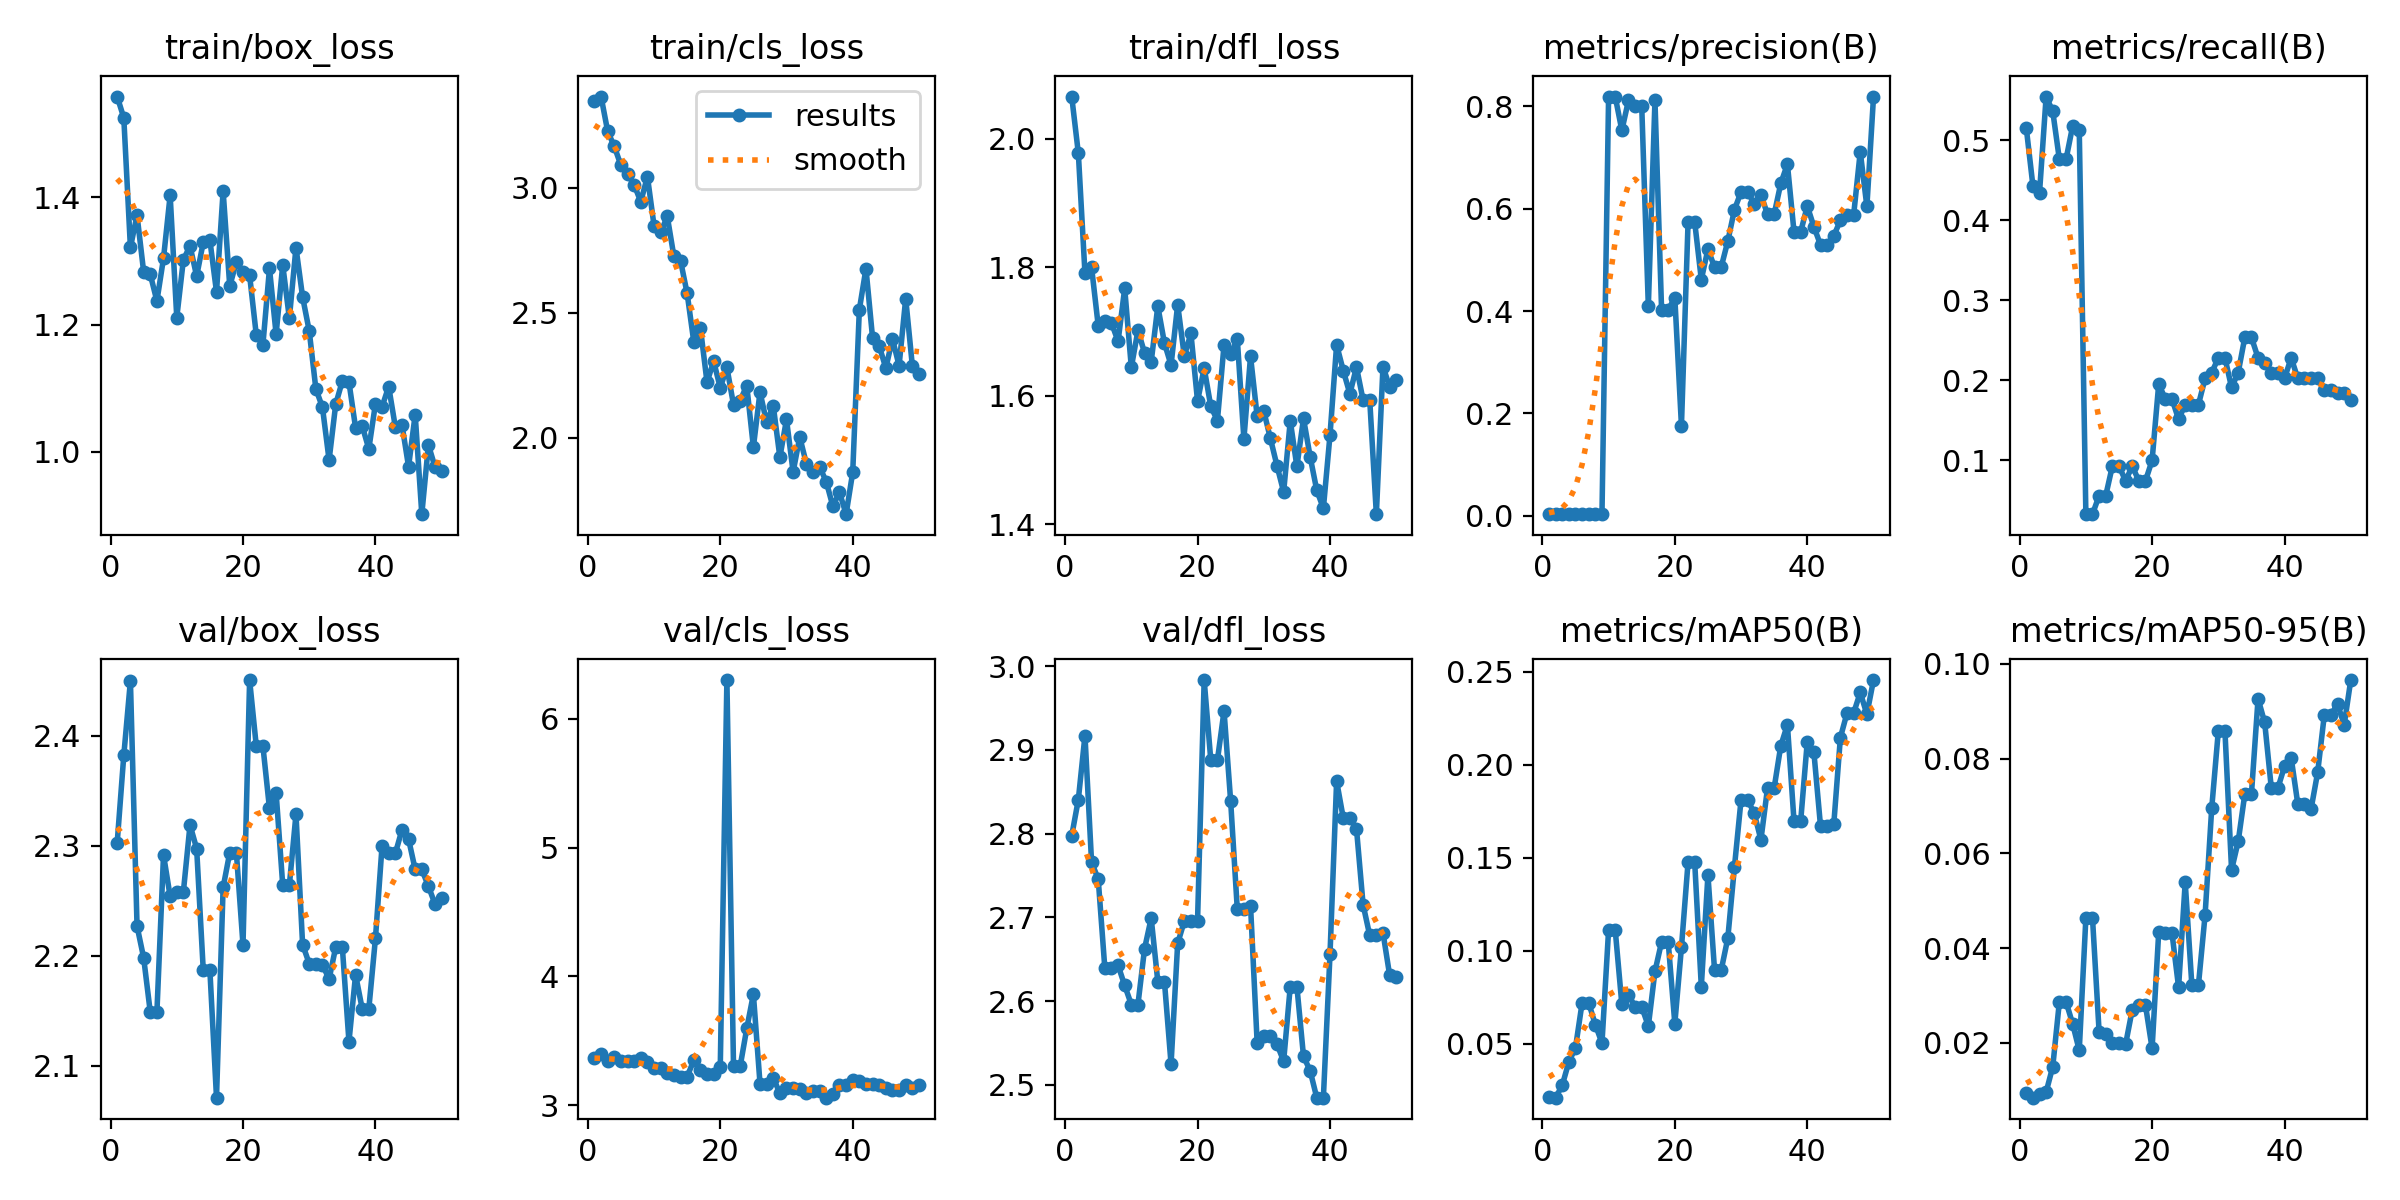 train/box_loss
1.4
1.2
1.0
0 20 40
train/cls_loss
results
smooth
3.0
2.5
2.0
0 20 40
train/dfl_loss
2.0
1.8
1.6
1.4
0 20 40
metrics/precision(B)
0.8
0.6
0.4
0.2
0.0
0 20 40
metrics/recall(B)
0.5
0.4
0.3
0.2
0.1
0 20 40
val/box_loss
2.4
2.3
2.2
2.1
0 20 40
val/cls_loss
6
5
4
3
0 20 40
val/dfl_loss
3.0
2.9
2.8
2.7
2.6
2.5
0 20 40
metrics/mAP50(B)
0.25
0.20
0.15
0.10
0.05
0 20 40
metrics/mAP50-95(B)
0.10
0.08
0.06
0.04
0.02
0 20 40